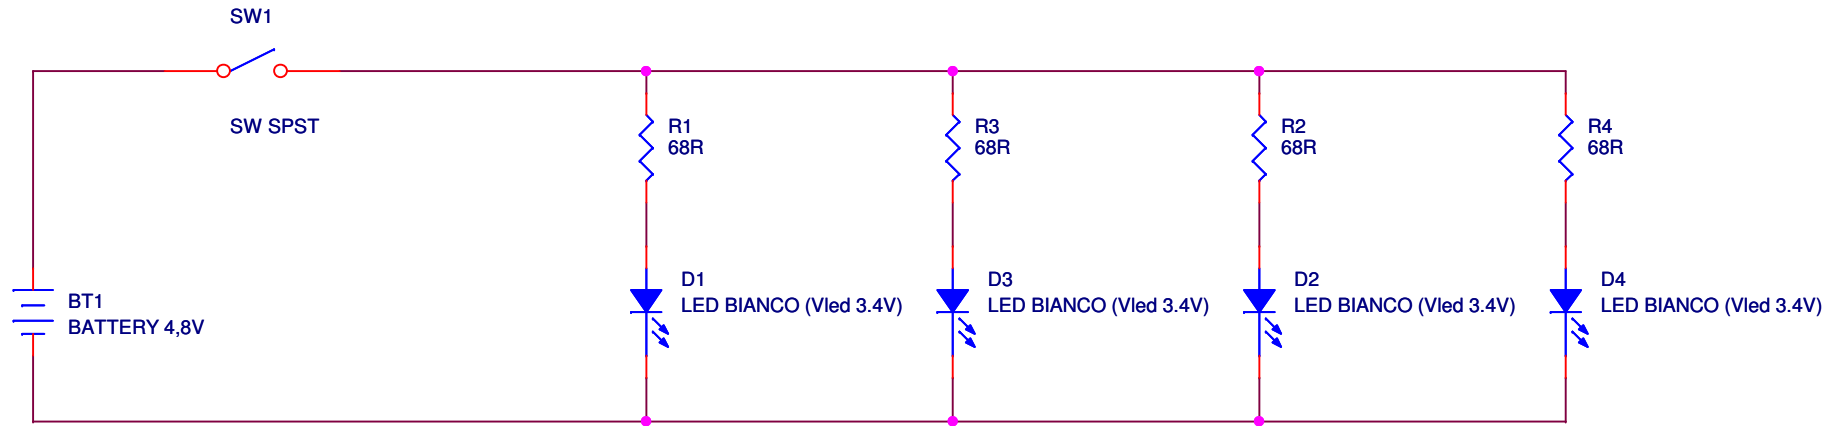 SW1
SW SPST
R1
68R
R3
68R
R2
68R
R4
68R
D1
LED BIANCO (Vled 3.4V)
D3
LED BIANCO (Vled 3.4V)
D2
LED BIANCO (Vled 3.4V)
D4
LED BIANCO (Vled 3.4V)
BT1
BATTERY 4,8V